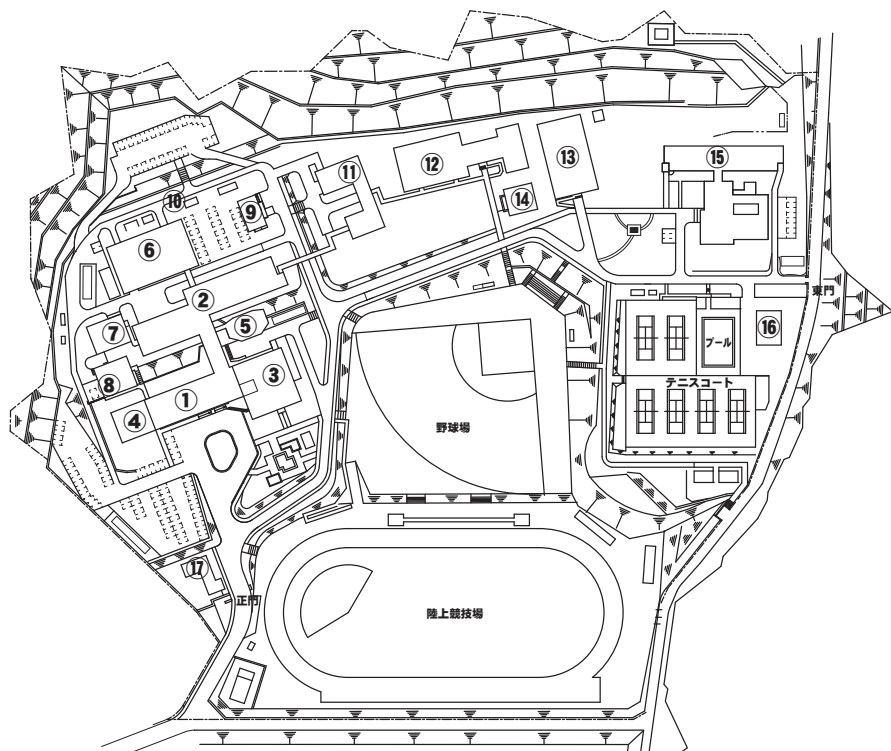 ⑫
⑬
⑮
⑪
⑩
⑨
⑭
⑥
②
東門
⑦
⑤
⑯
プール
⑧
③
テニスコート
①
④
野球場
⑰
正門
陸上競技場